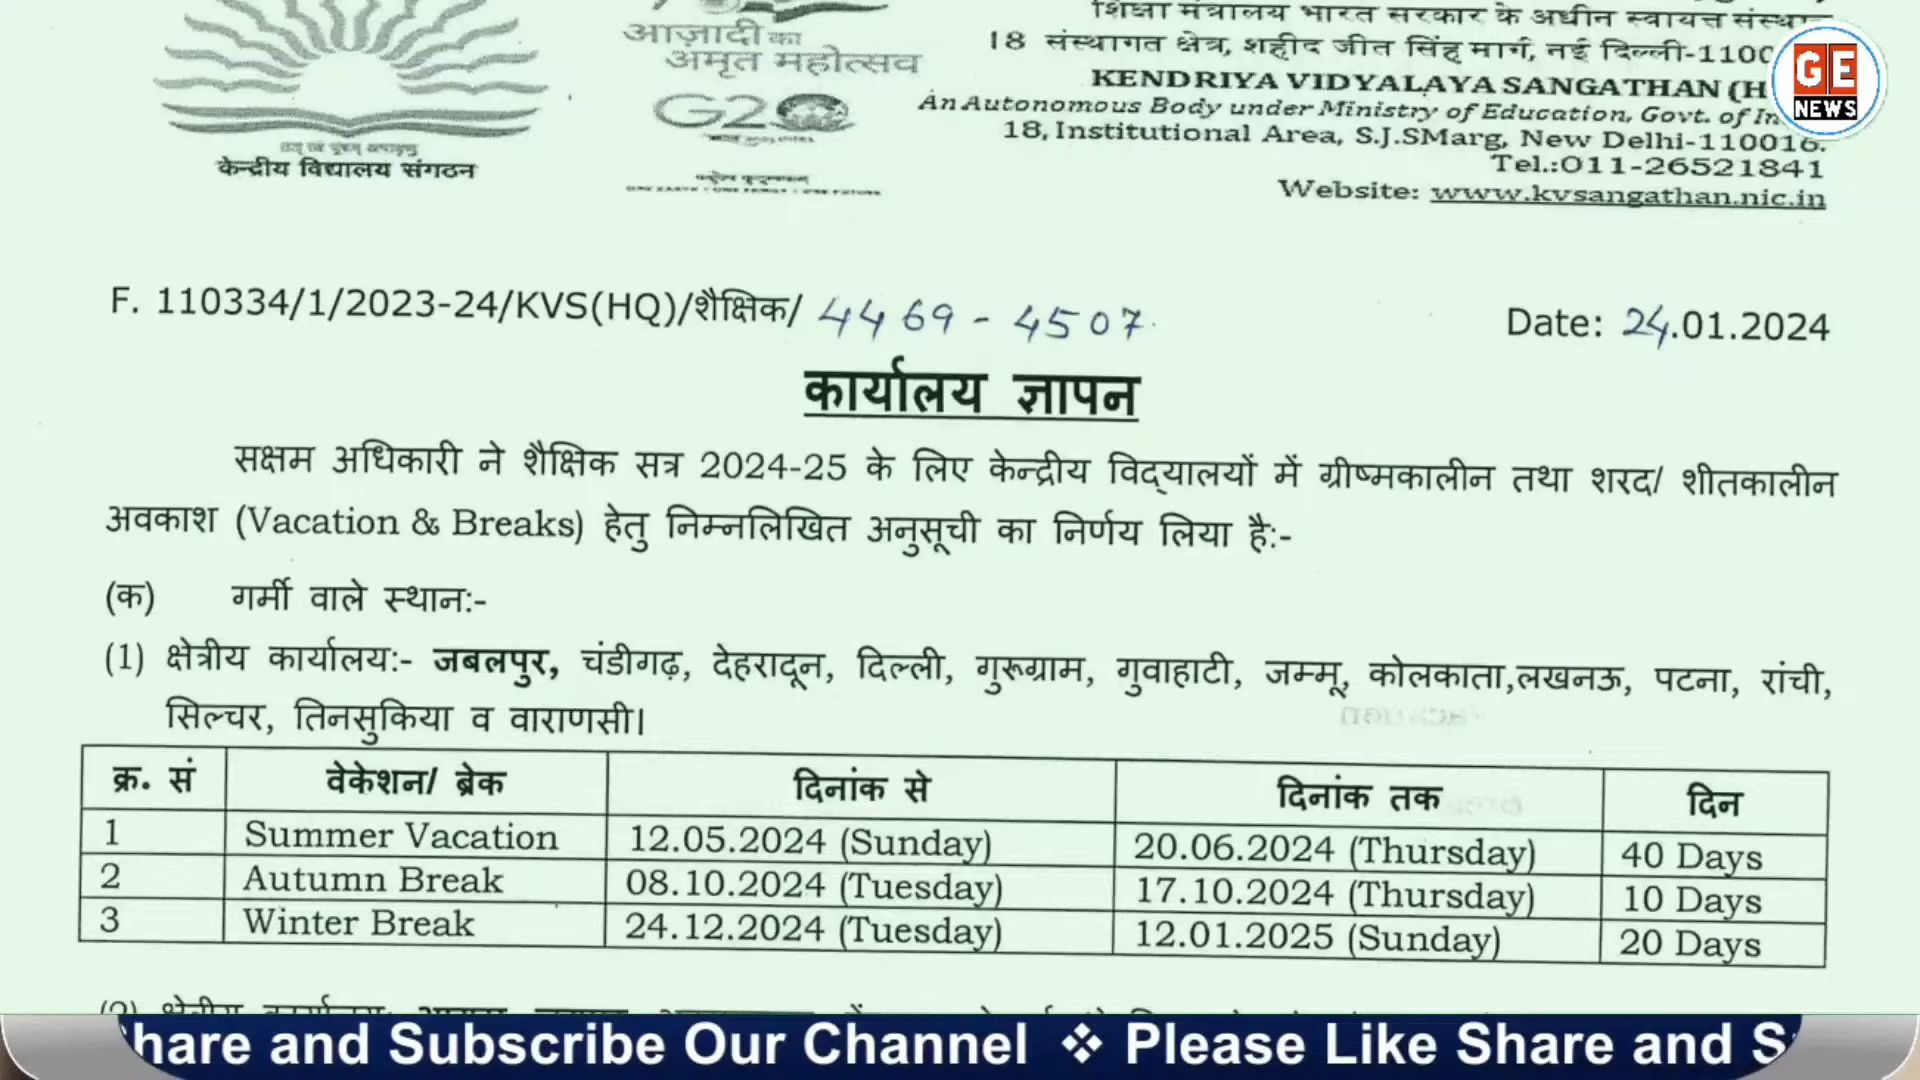 शिक्षा मंत्रालय भारत सरकार के अधीन स्वायत्त
आज़ादी का
अमृत महोत्सव
18 संस्थागत क्षेत्र, शहीद जीत सिंह मार्ग, नई दिल्ली-1100
KENDRIYA VIDYALAYA SANGATHAN (H
GE
NEWS
G20
An Autonomous Body under Ministry of Education, Govt. of In
18, Institutional Area, S.J.SMarg, New Delhi-110016.
केन्द्रीय विद्यालय संगठन
Tel.:011-26521841
Website: www.kvsangathan.nic.in
F. 110334/1/2023-24/KVS(HQ)/शैक्षिक/ 4469-4507
Date: 24.01.2024
कार्यालय ज्ञापन
सक्षम अधिकारी ने शैक्षिक सत्र 2024-25 के लिए केन्द्रीय विद्यालयों में ग्रीष्मकालीन तथा शरद/ शीतकालीन
अवकाश (Vacation & Breaks) हेतु निम्नलिखित अनुसूची का निर्णय लिया है:-
(क) गर्मी वाले स्थान:-
(1) क्षेत्रीय कार्यालय:- जबलपुर, चंडीगढ़, देहरादून, दिल्ली, गुरूग्राम, गुवाहाटी, जम्मू, कोलकाता,लखनऊ, पटना, रांची,
सिल्चर, तिनसुकिया व वाराणसी।
क्र. सं वेकेशन/ ब्रेक दिनांक से दिनांक तक दिन
1 Summer Vacation 12.05.2024 (Sunday) 20.06.2024 (Thursday) 40 Days
2 Autumn Break 08.10.2024 (Tuesday) 17.10.2024 (Thursday) 10 Days
3 Winter Break 24.12.2024 (Tuesday) 12.01.2025 (Sunday) 20 Days
hare and Subscribe Our Channel ❖ Please Like Share and S